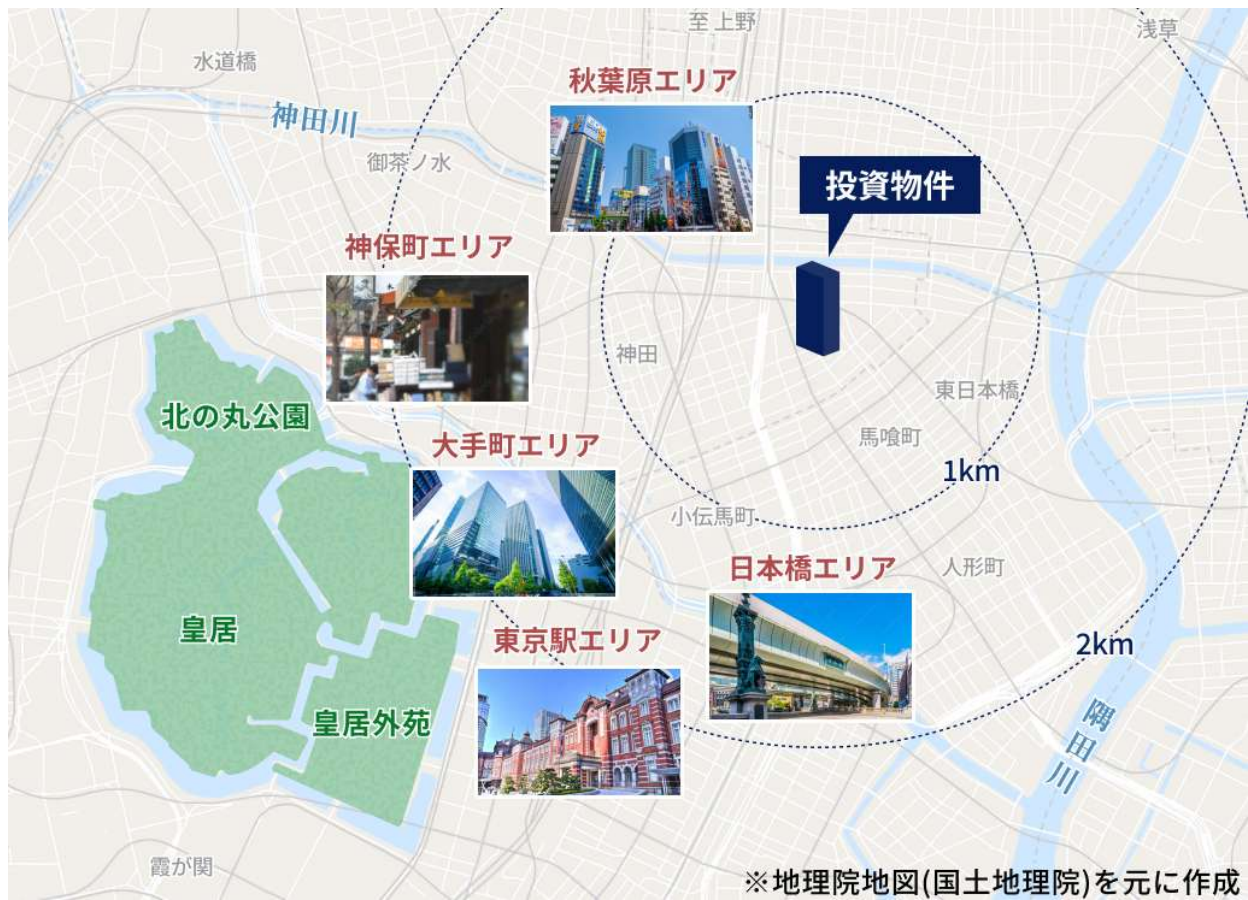 至 上野
浅草
水道橋
秋葉原エリア
神田川
御茶ノ水
投資物件
神保町エリア
神田
東日本橋
北の丸公園
馬喰町
大手町エリア
1km
小伝馬町
日本橋エリア
人形町
皇居
東京駅エリア
2km
皇居外苑
隅田川
霞が関
※地理院地図(国土地理院)を元に作成